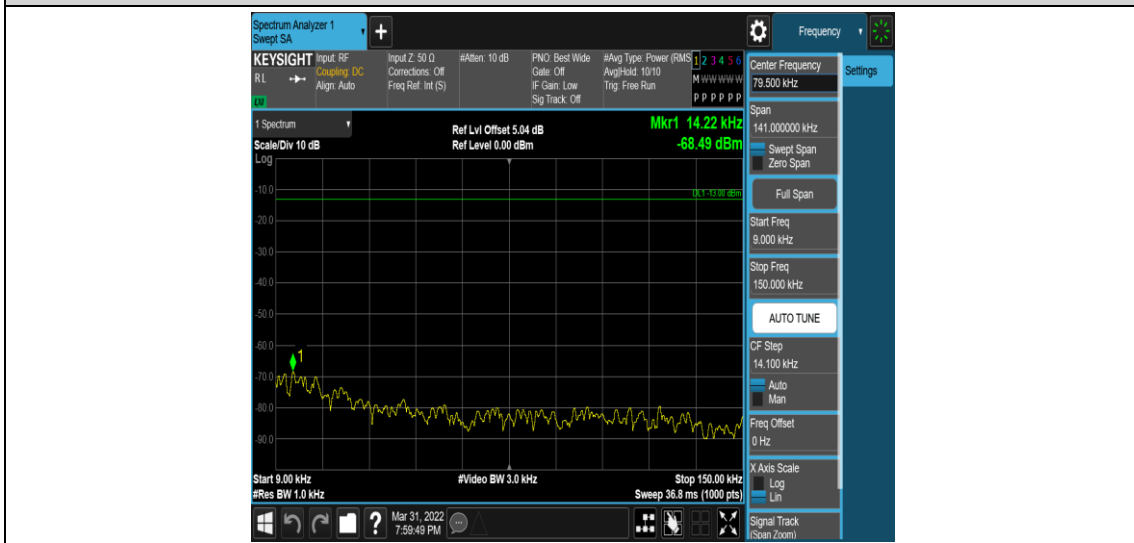 Spectrum Analyzer 1
Swept SA
+
Frequency
KEYSIGHT
RL
LXI
Input: RF
Coupling: DC
Align: Auto
Input Z: 50 Ω
Corrections: Off
Freq Ref: Int (S)
#Atten: 10 dB
PNO: Best Wide
Gate: Off
IF Gain: Low
Sig Track: Off
#Avg Type: Power (RMS
Avg|Hold: 10/10
Trig: Free Run
1 2 3 4 5 6
M W W W W W
P P P P P P
Center Frequency
79.500 kHz
Settings
Span
141.000000 kHz
Swept Span
Zero Span
Full Span
Start Freq
9.000 kHz
Stop Freq
150.000 kHz
AUTO TUNE
CF Step
14.100 kHz
Auto
Man
Freq Offset
0 Hz
X Axis Scale
Log
Lin
Signal Track
(Span Zoom)
1 Spectrum
Scale/Div 10 dB
Log
Ref Lvl Offset 5.04 dB
Ref Level 0.00 dBm
Mkr1 14.22 kHz
-68.49 dBm
DL1 -13.00 dBm
-10.0
-20.0
-30.0
-40.0
-50.0
-60.0
1
-70.0
-80.0
-90.0
Start 9.00 kHz
#Res BW 1.0 kHz
#Video BW 3.0 kHz
Stop 150.00 kHz
Sweep 36.8 ms (1000 pts)
?
Mar 31, 2022
7:59:49 PM